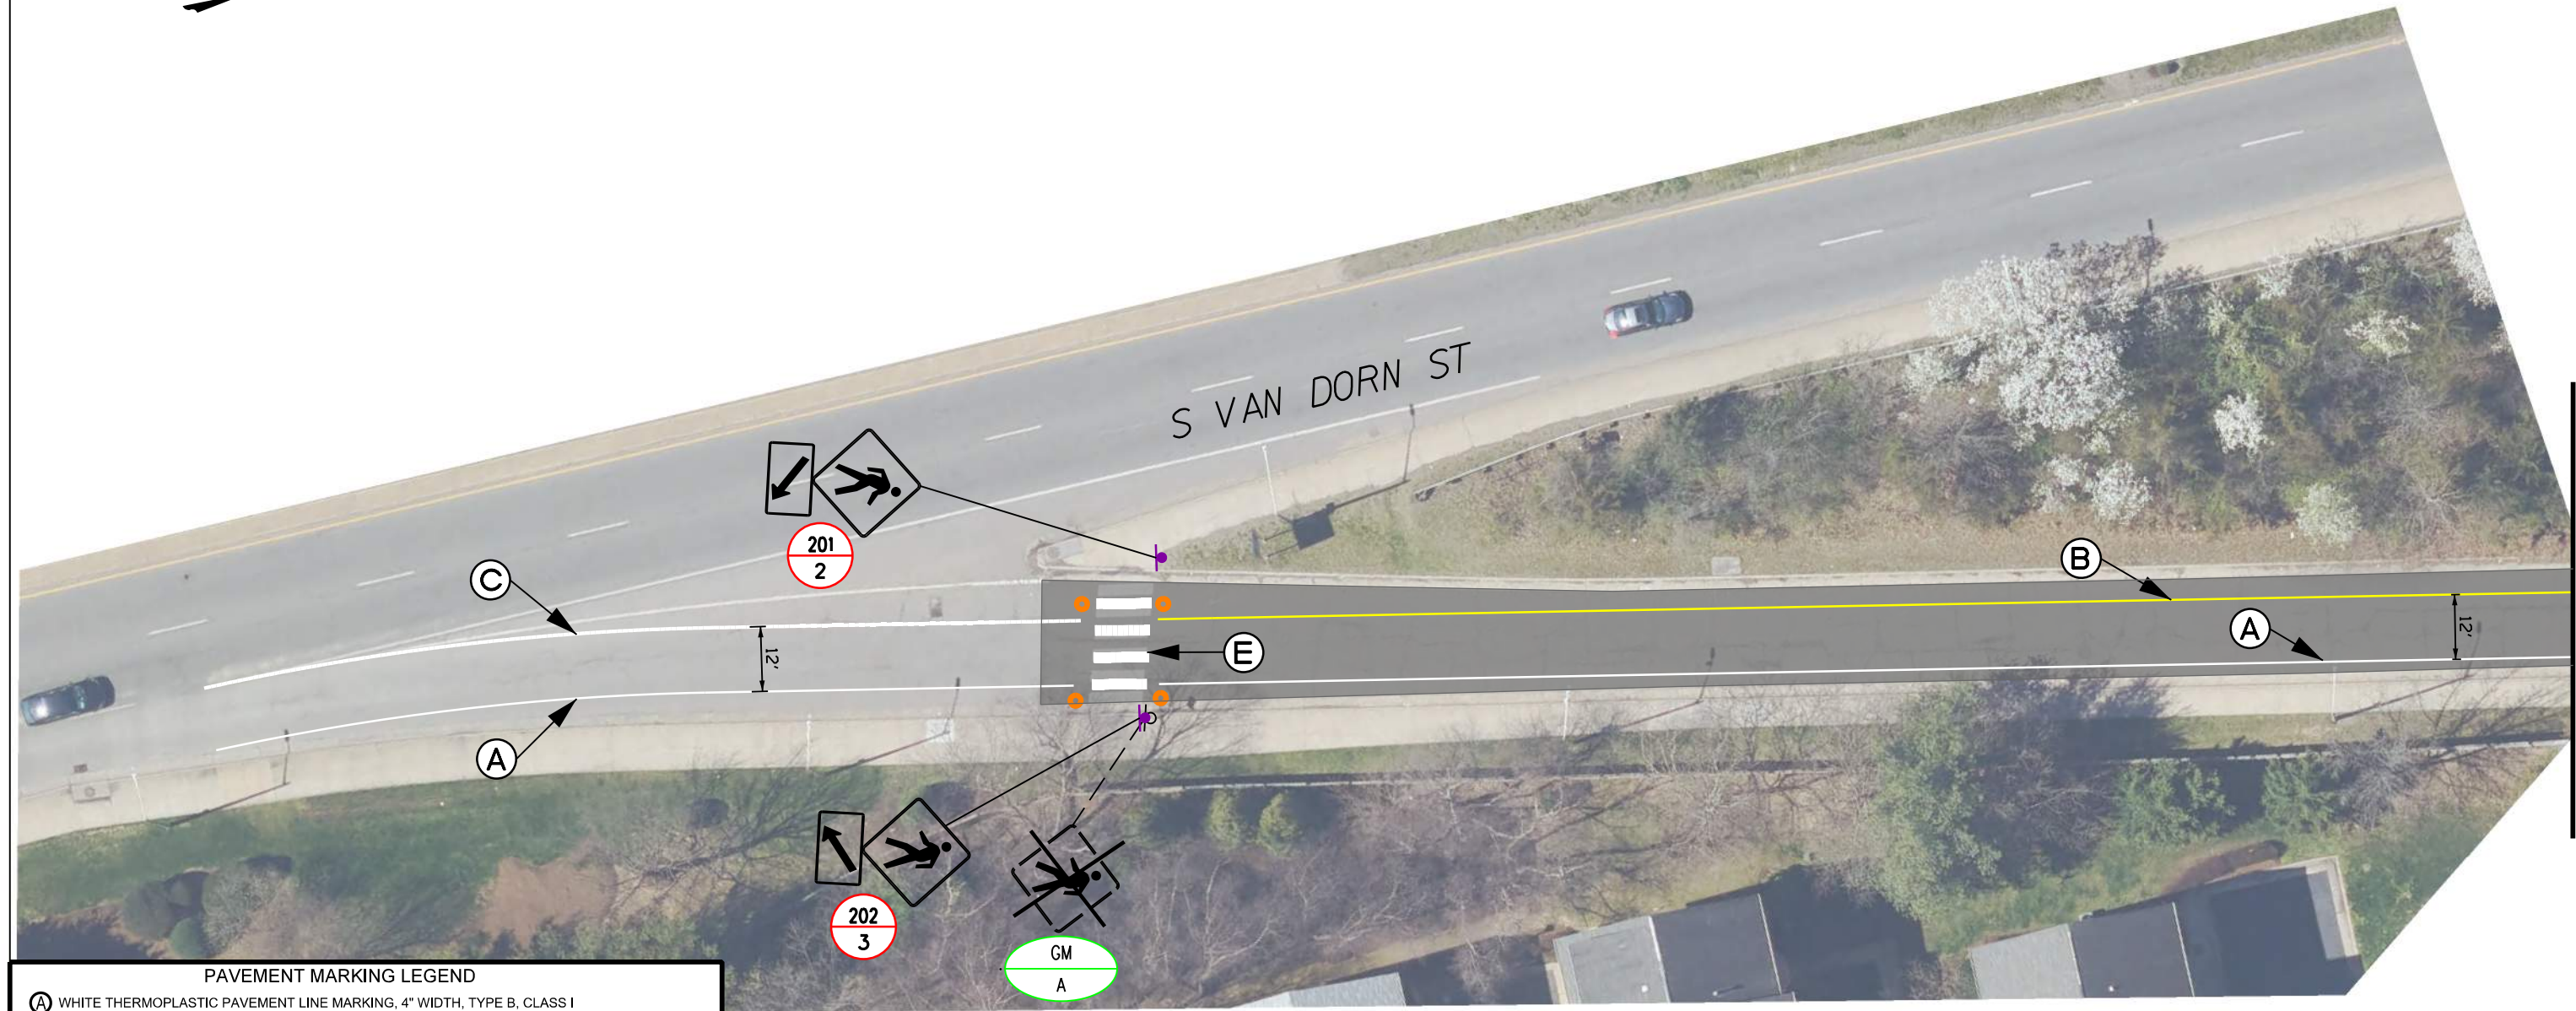 S VAN DORN ST
201
2
C
B
A
12'
12'
E
A
202
3
GM
A
PAVEMENT MARKING LEGEND
A WHITE THERMOPLASTIC PAVEMENT LINE MARKING, 4" WIDTH, TYPE B, CLASS I